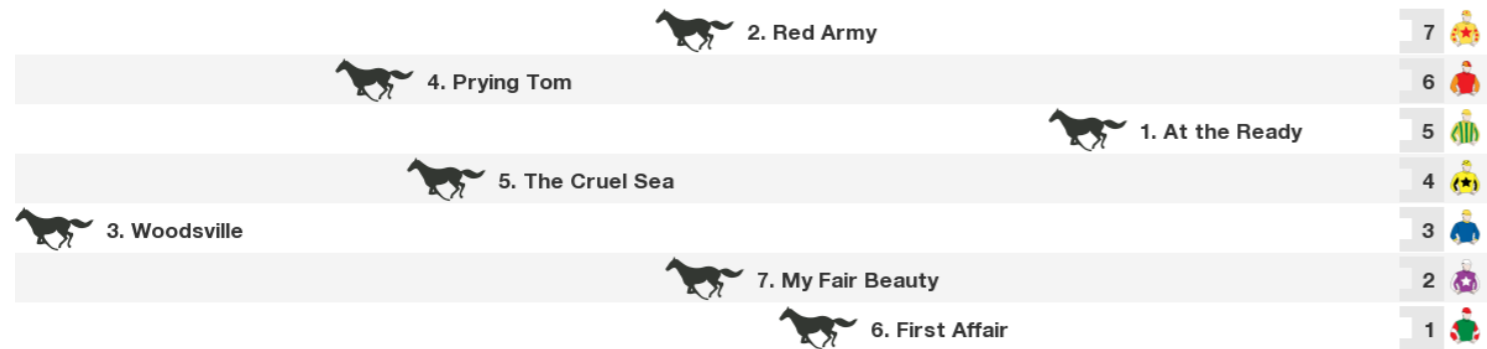 2. Red Army 7
4. Prying Tom 6
1. At the Ready 5
5. The Cruel Sea 4
3. Woodsville 3
7. My Fair Beauty 2
6. First Affair 1